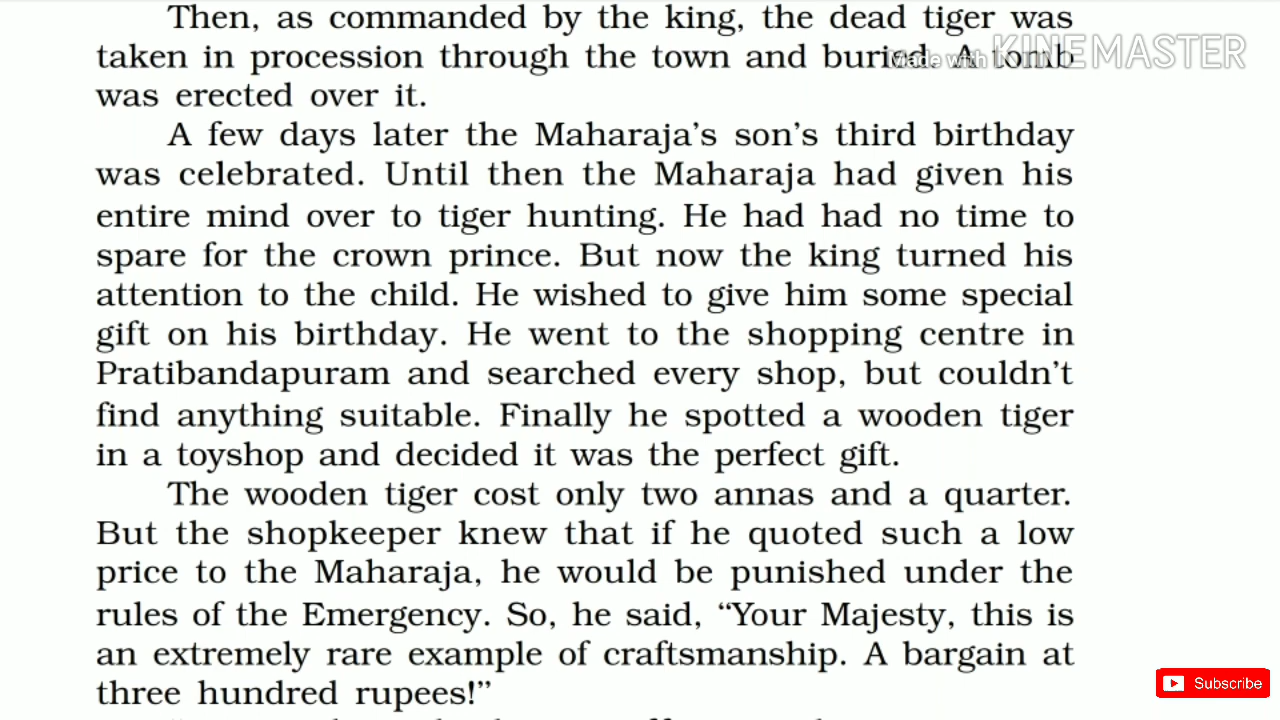 Then, as commanded by the king, the dead tiger was
taken in procession through the town and buried. A tomb
Made with KINEMASTER
was erected over it.
A few days later the Maharaja's son's third birthday
was celebrated. Until then the Maharaja had given his
entire mind over to tiger hunting. He had had no time to
spare for the crown prince. But now the king turned his
attention to the child. He wished to give him some special
gift on his birthday. He went to the shopping centre in
Pratibandapuram and searched every shop, but couldn't
find anything suitable. Finally he spotted a wooden tiger
in a toyshop and decided it was the perfect gift.
The wooden tiger cost only two annas and a quarter.
But the shopkeeper knew that if he quoted such a low
price to the Maharaja, he would be punished under the
rules of the Emergency. So, he said, “Your Majesty, this is
an extremely rare example of craftsmanship. A bargain at
three hundred rupees!”
Subscribe